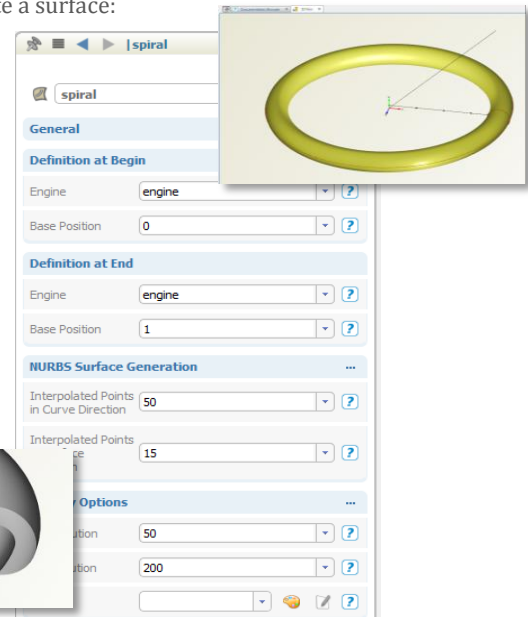 te a surface:
|spiral
spiral
General
Definition at Begin
Engine engine
Base Position 0
Definition at End
Engine engine
Base Position 1
NURBS Surface Generation ...
Interpolated Points
in Curve Direction 50
Interpolated Points
15
Options ...
50
200